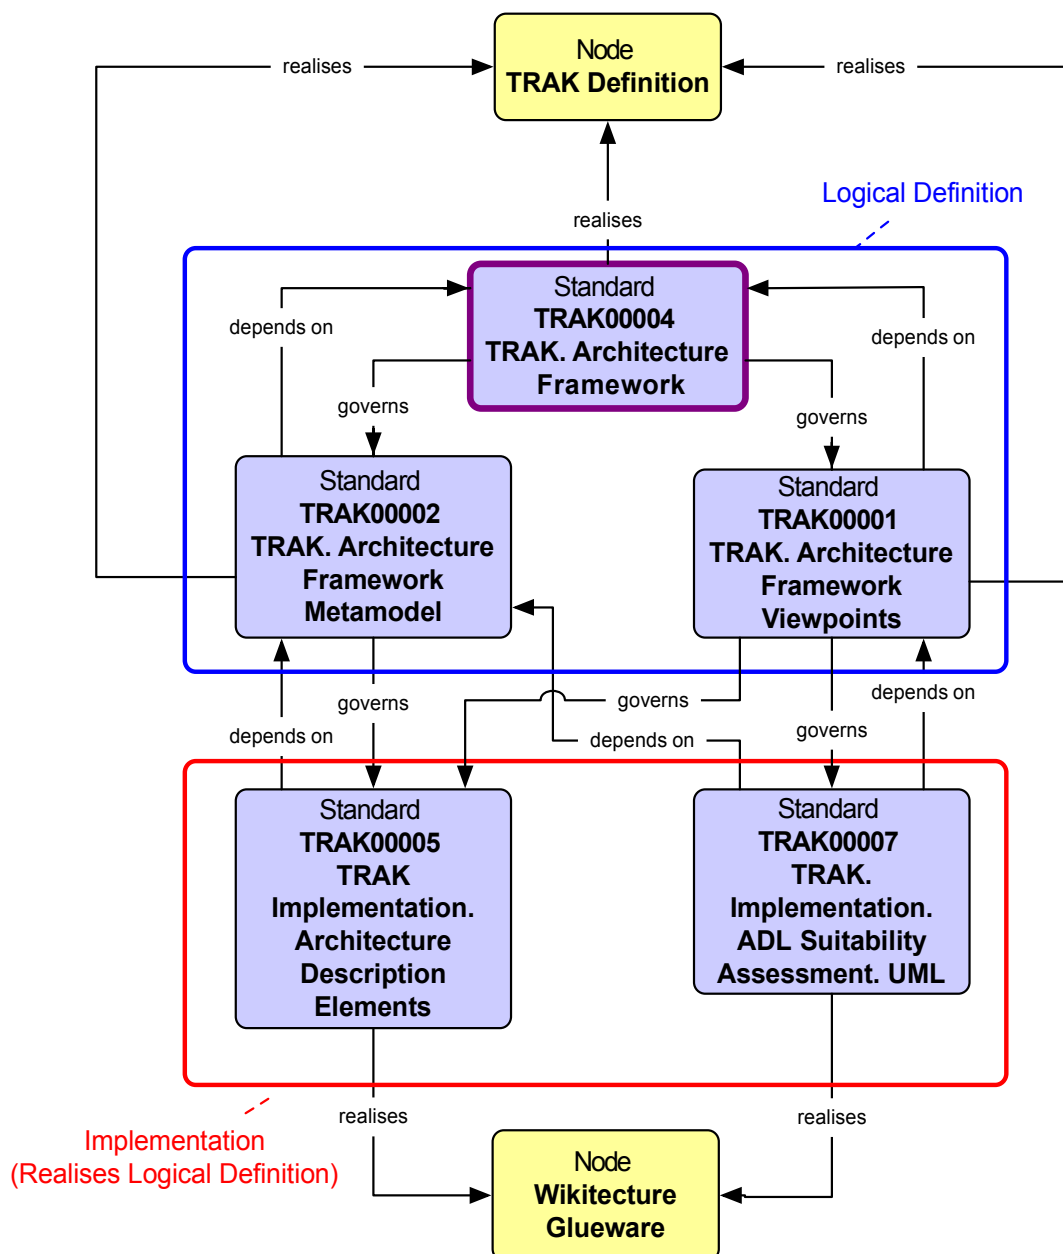 Node
TRAK Definition
realises
realises
realises
Logical Definition
Standard
TRAK00004
TRAK. Architecture
Framework
depends on
depends on
governs
governs
Standard
TRAK00002
TRAK. Architecture
Framework
Metamodel
Standard
TRAK00001
TRAK. Architecture
Framework
Viewpoints
governs
governs
depends on
governs
depends on
depends on
Standard
TRAK00005
TRAK
Implementation.
Architecture
Description
Elements
Standard
TRAK00007
TRAK.
Implementation.
ADL Suitability
Assessment. UML
realises
realises
Implementation
(Realises Logical Definition)
Node
Wikitecture
Glueware